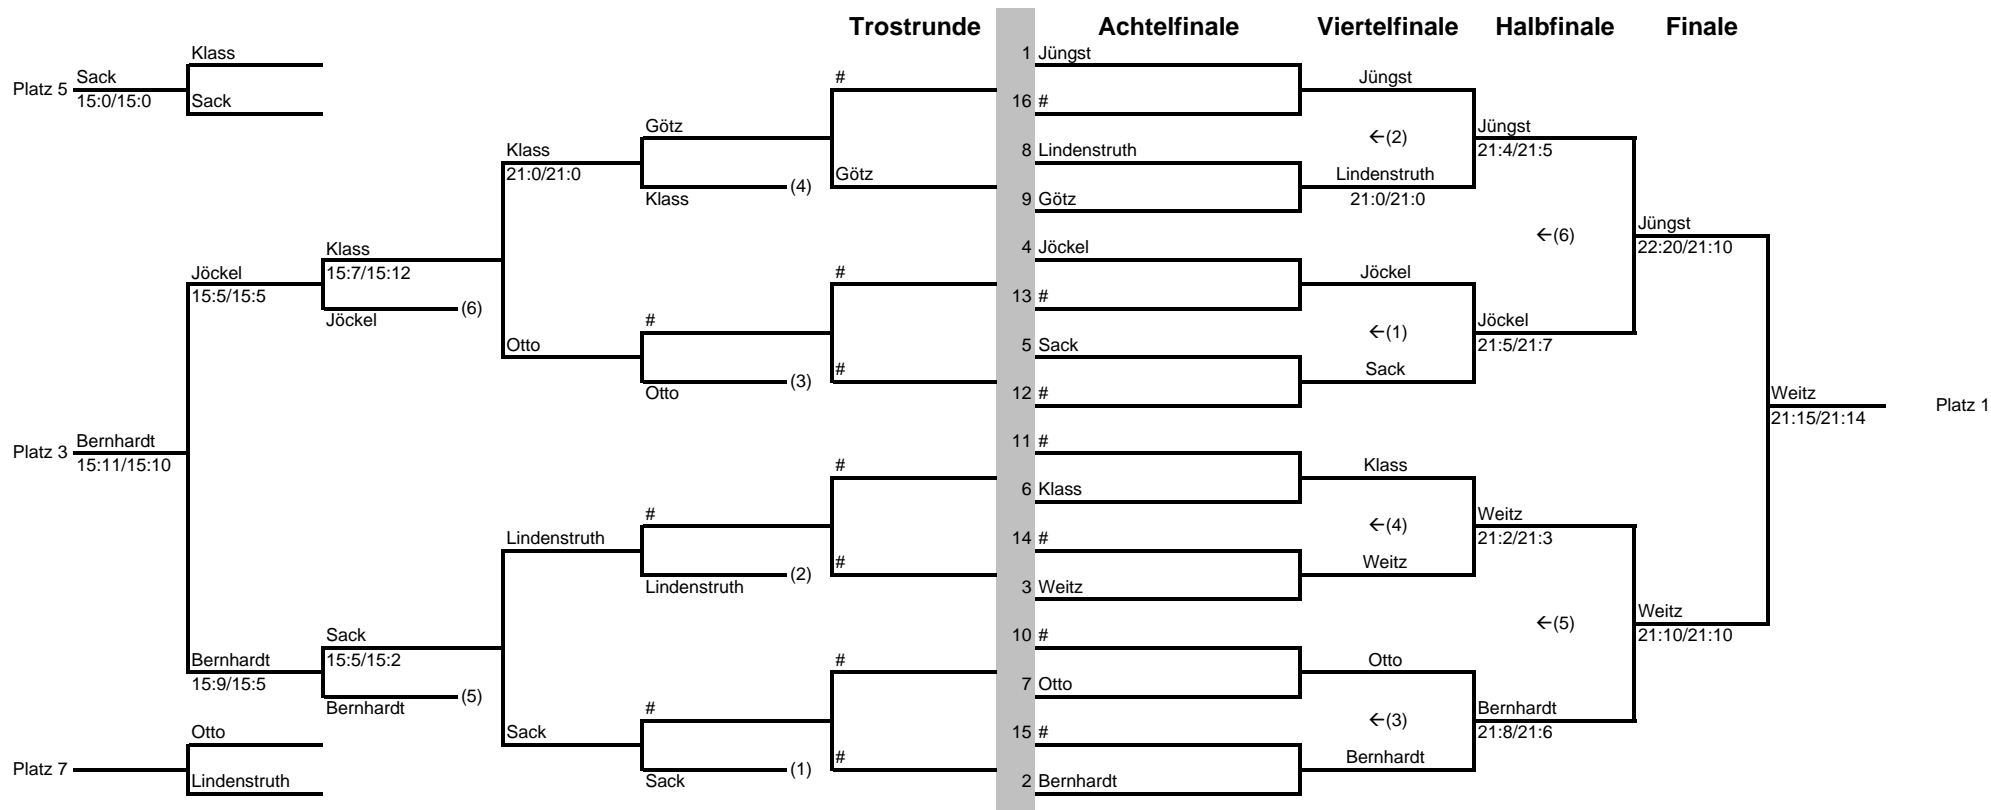 Trostrunde Achtelfinale Viertelfinale Halbfinale Finale
Klass 1 Jüngst
Platz 5 Sack # Jüngst
15:0/15:0 Sack 16 #
Götz Jüngst
Klass ←(2) 21:4/21:5
21:0/21:0 8 Lindenstruth
Klass (4) Götz Lindenstruth
9 Götz 21:0/21:0
Jüngst
Klass 4 Jöckel ←(6) 22:20/21:10
Jöckel 15:7/15:12 # Jöckel
15:5/15:5 13 #
Jöckel (6) # Jöckel
Otto 5 Sack ←(1) 21:5/21:7
# Sack
Otto (3) 12 # Weitz
21:15/21:14 Platz 1
Platz 3 Bernhardt 11 #
15:11/15:10 # Klass
6 Klass
# Weitz
Lindenstruth 14 # ←(4) 21:2/21:3
# Weitz
Lindenstruth (2) 3 Weitz
Weitz
Sack 10 # ←(5) 21:10/21:10
Bernhardt 15:5/15:2 # Otto
15:9/15:5 7 Otto
Bernhardt (5) # Bernhardt
Otto Sack 15 # ←(3) 21:8/21:6
# Bernhardt
Platz 7 Lindenstruth Sack (1) 2 Bernhardt